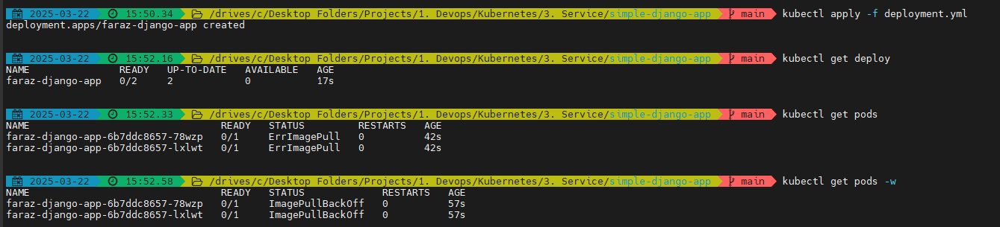 2025-03-22 15:50.34 /drives/c/Desktop Folders/Projects/1. Devops/Kubernetes/3. Service/simple-django-app main kubectl apply -f deployment.yml
deployment.apps/faraz-django-app created
2025-03-22 15:52.16 /drives/c/Desktop Folders/Projects/1. Devops/Kubernetes/3. Service/simple-django-app main kubectl get deploy
NAME READY UP-TO-DATE AVAILABLE AGE
faraz-django-app 0/2 2 0 17s
2025-03-22 15:52.33 /drives/c/Desktop Folders/Projects/1. Devops/Kubernetes/3. Service/simple-django-app main kubectl get pods
NAME READY STATUS RESTARTS AGE
faraz-django-app-6b7ddc8657-78wzp 0/1 ErrImagePull 0 42s
faraz-django-app-6b7ddc8657-lxlwt 0/1 ErrImagePull 0 42s
2025-03-22 15:52.58 /drives/c/Desktop Folders/Projects/1. Devops/Kubernetes/3. Service/simple-django-app main kubectl get pods -w
NAME READY STATUS RESTARTS AGE
faraz-django-app-6b7ddc8657-78wzp 0/1 ImagePullBackOff 0 57s
faraz-django-app-6b7ddc8657-lxlwt 0/1 ImagePullBackOff 0 57s